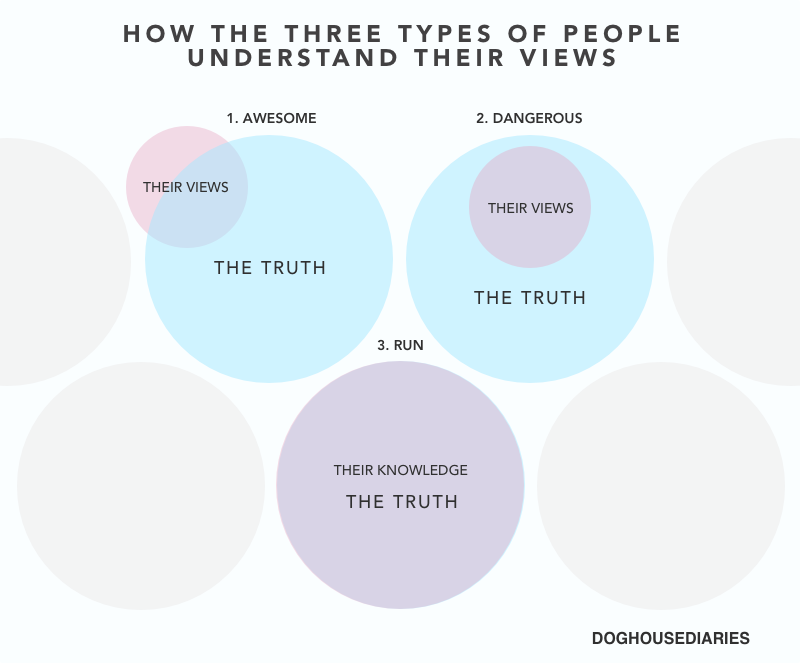 HOW THE THREE TYPES OF PEOPLE
UNDERSTAND THEIR VIEWS
1. AWESOME
THEIR VIEWS
THE TRUTH
2. DANGEROUS
THEIR VIEWS
THE TRUTH
3. RUN
THEIR KNOWLEDGE
THE TRUTH
DOGHOUSEDIARIES